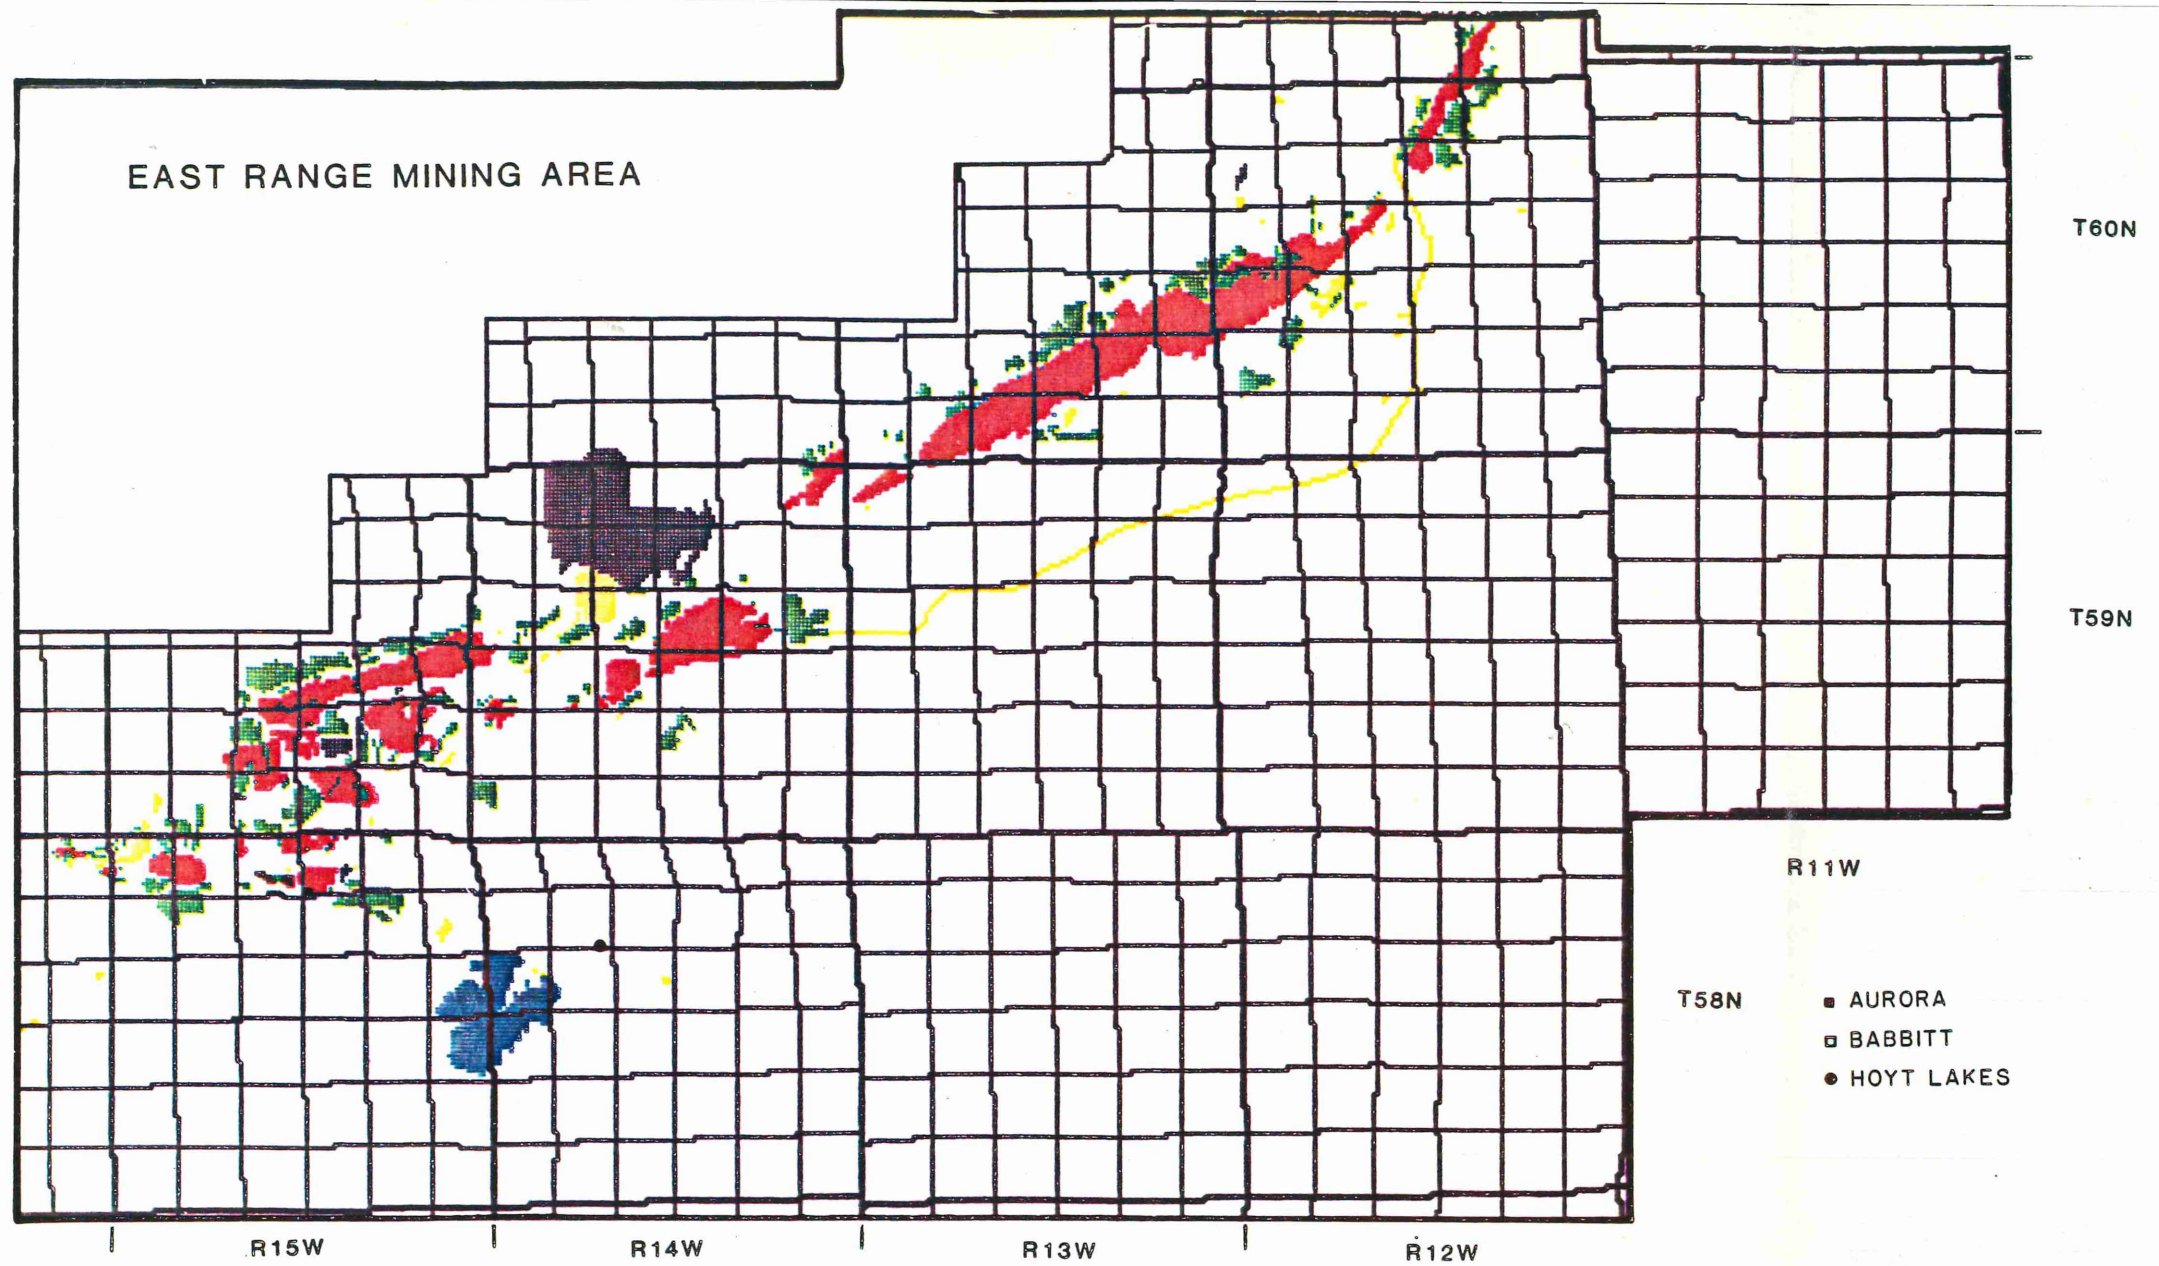 EAST RANGE MINING AREA
T60N
T59N
R11W
T58N
AURORA
BABBITT
HOYT LAKES
R15W
R14W
R13W
R12W